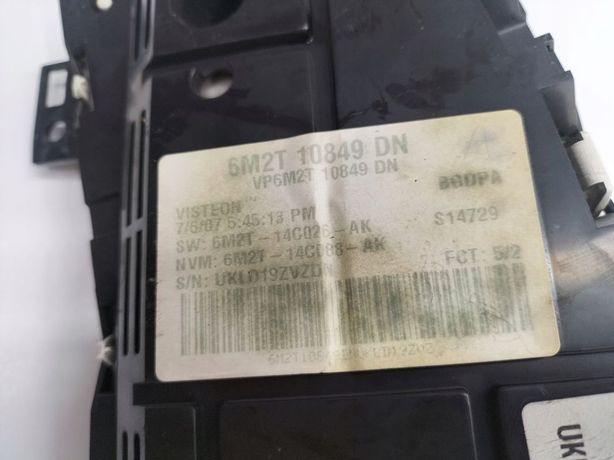 6M2T 10849 DN
VP6M2T 10849 DN
BGDPA
VISTEON
7/6/07 5:45:13 PM
S14729
SW: 6M2T-14C026-AK
NVM: 6M2T-14C088-AK
FCT: 5/2
S/N: UKLD19ZVZDN
UK